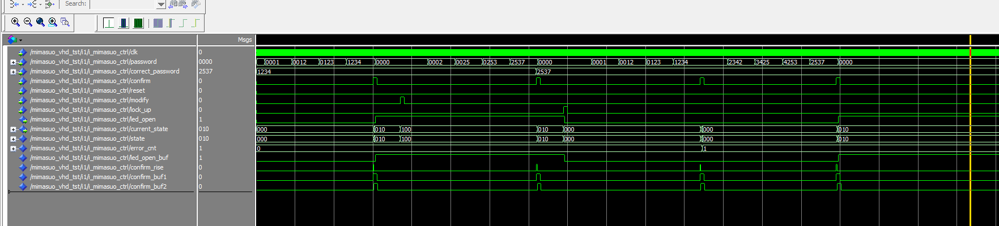 Search:
Msgs
/mimasuo_vhd_tst/i1/i_mimasuo_ctrl/clk 0
/mimasuo_vhd_tst/i1/i_mimasuo_ctrl/password 0000 0001 0012 0123 1234 0000 0002 0025 0253 2537 0000 0001 0012 0123 1234 2342 3425 4253 2537 0000
/mimasuo_vhd_tst/i1/i_mimasuo_ctrl/correct_password 2537 1234 2537
/mimasuo_vhd_tst/i1/i_mimasuo_ctrl/confirm 0
/mimasuo_vhd_tst/i1/i_mimasuo_ctrl/reset 0
/mimasuo_vhd_tst/i1/i_mimasuo_ctrl/modify 0
/mimasuo_vhd_tst/i1/i_mimasuo_ctrl/lock_up 0
/mimasuo_vhd_tst/i1/i_mimasuo_ctrl/led_open 1
/mimasuo_vhd_tst/i1/i_mimasuo_ctrl/current_state 010 000 010 100 010 000 000 010
/mimasuo_vhd_tst/i1/i_mimasuo_ctrl/state 010 000 010 100 010 000 000 010
/mimasuo_vhd_tst/i1/i_mimasuo_ctrl/error_cnt 1 0 1
/mimasuo_vhd_tst/i1/i_mimasuo_ctrl/led_open_buf 1
/mimasuo_vhd_tst/i1/i_mimasuo_ctrl/confirm_rise 0
/mimasuo_vhd_tst/i1/i_mimasuo_ctrl/confirm_buf1 0
/mimasuo_vhd_tst/i1/i_mimasuo_ctrl/confirm_buf2 0